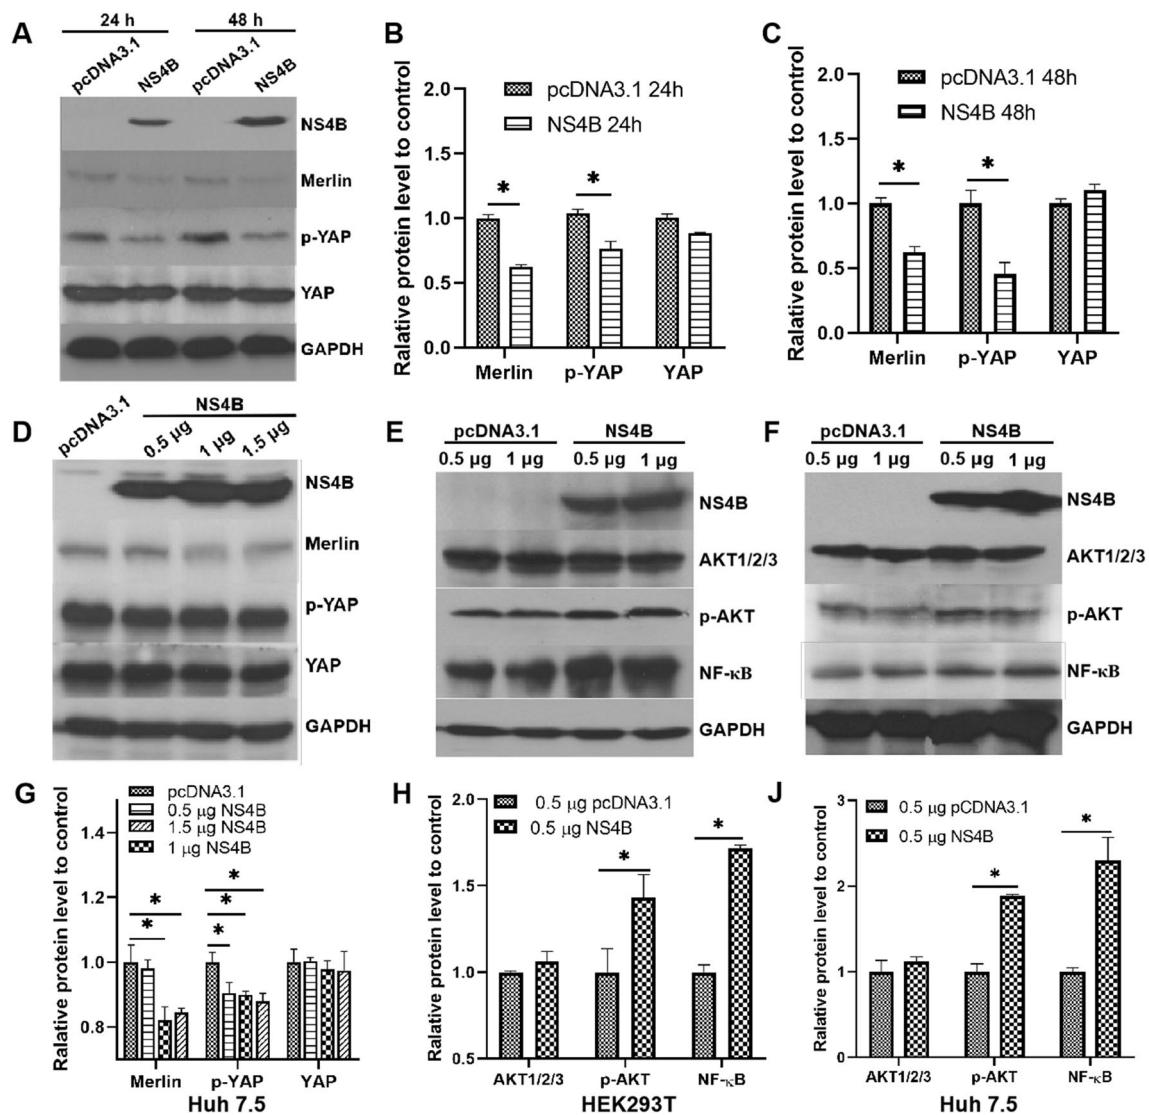 A
24 h
48 h
pcDNA3.1
NS4B
pcDNA3.1
NS4B
NS4B
Merlin
p-YAP
YAP
GAPDH
B
Ralative protein level to control
2.0
1.5
1.0
0.5
0.0
pcDNA3.1 24h
NS4B 24h
*
*
Merlin
p-YAP
YAP
C
Ralative protein level to control
2.0
1.5
1.0
0.5
0.0
pcDNA3.1 48h
NS4B 48h
*
*
Merlin
p-YAP
YAP
D
pcDNA3.1
NS4B
0.5 μg
1 μg
1.5 μg
NS4B
Merlin
p-YAP
YAP
GAPDH
E
pcDNA3.1
NS4B
0.5 μg
1 μg
0.5 μg
1 μg
NS4B
AKT1/2/3
p-AKT
NF-κB
GAPDH
F
pcDNA3.1
NS4B
0.5 μg
1 μg
0.5 μg
1 μg
NS4B
AKT1/2/3
p-AKT
NF-κB
GAPDH
G
Ralative protein level to control
1.4
1.2
1.0
0.8
pcDNA3.1
0.5 μg NS4B
1.5 μg NS4B
1 μg NS4B
*
*
*
*
*
Merlin
p-YAP
YAP
Huh 7.5
H
Ralative protein level to control
2.0
1.5
1.0
0.5
0.5 μg pcDNA3.1
0.5 μg NS4B
*
*
AKT1/2/3
p-AKT
NF-κB
HEK293T
J
Ralative protein level to control
3
2
1
0
0.5 μg pCDNA3.1
0.5 μg NS4B
*
*
AKT1/2/3
p-AKT
NF-κB
Huh 7.5